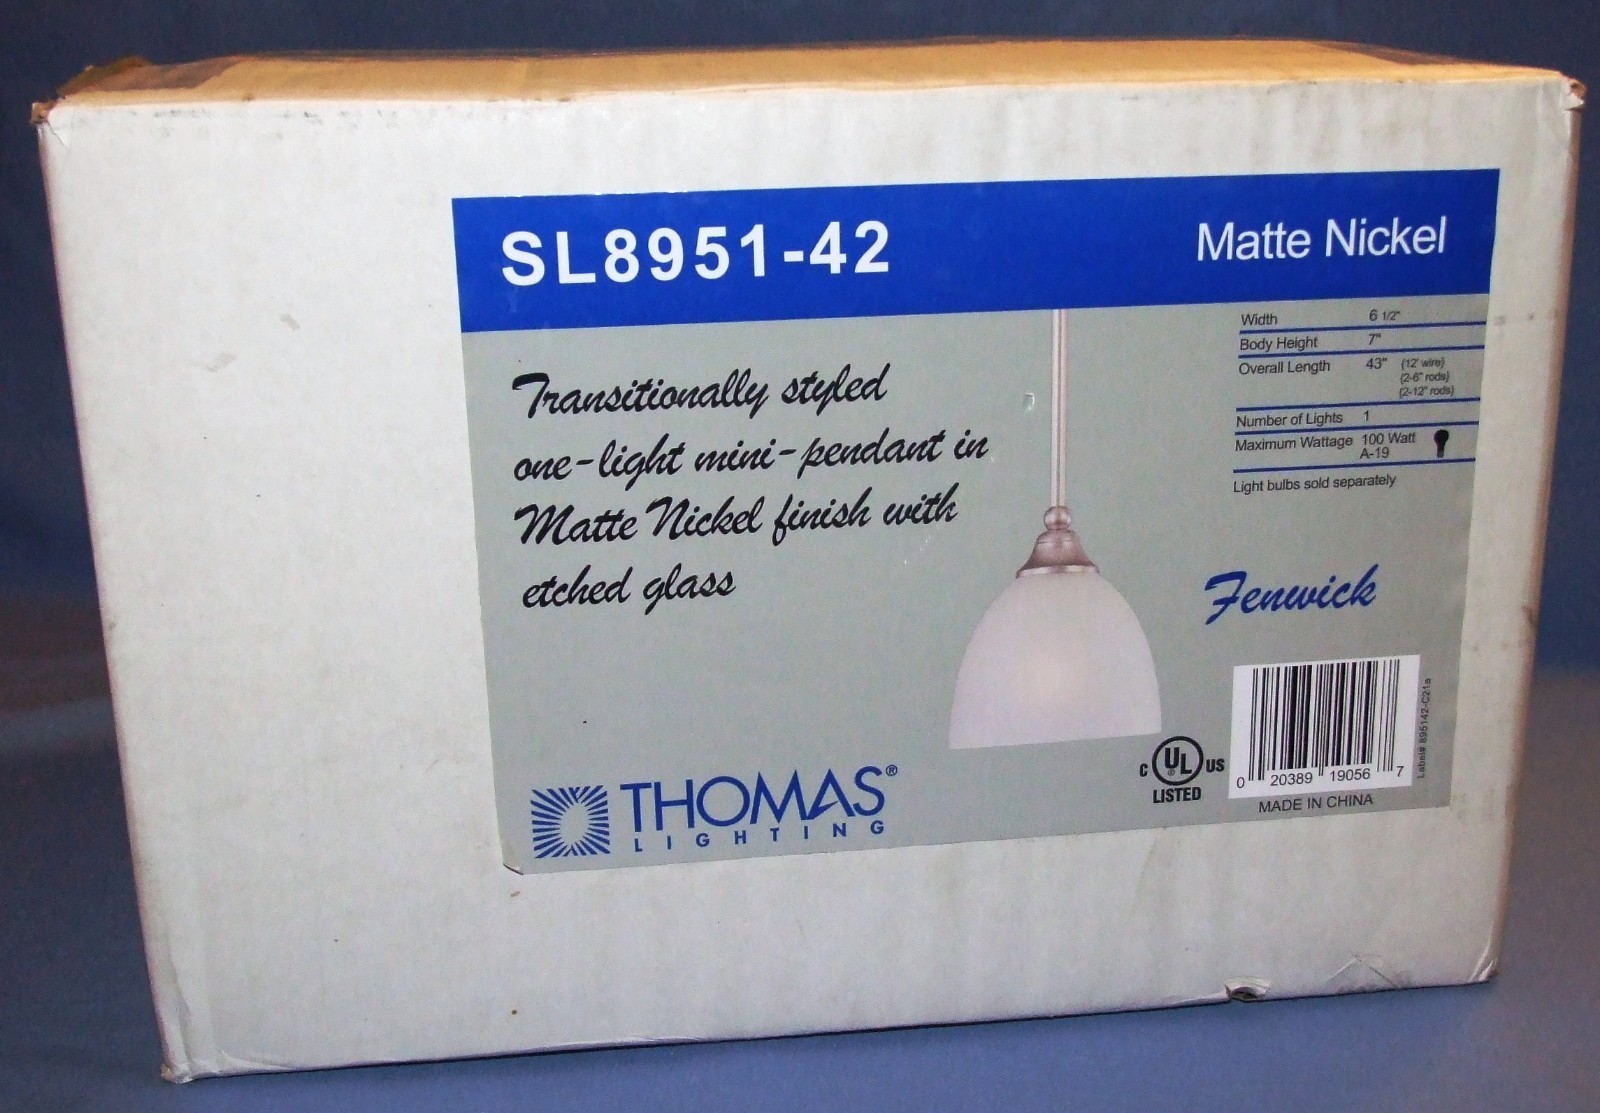 SL8951-42
Matte Nickel
Transitionally styled
one-light mini-pendant in
Matte Nickel finish with
etched glass
Width 6 1/2"
Body Height 7"
Overall Length 43" (12' wire)
(2-6" rods)
(2-12" rods)
Number of Lights 1
Maximum Wattage 100 Watt
A-19
Light bulbs sold separately
Fenwick
THOMAS®
LIGHTING
C UL® US
LISTED
0 20389 19056 7
MADE IN CHINA
Label# 895142-C21a